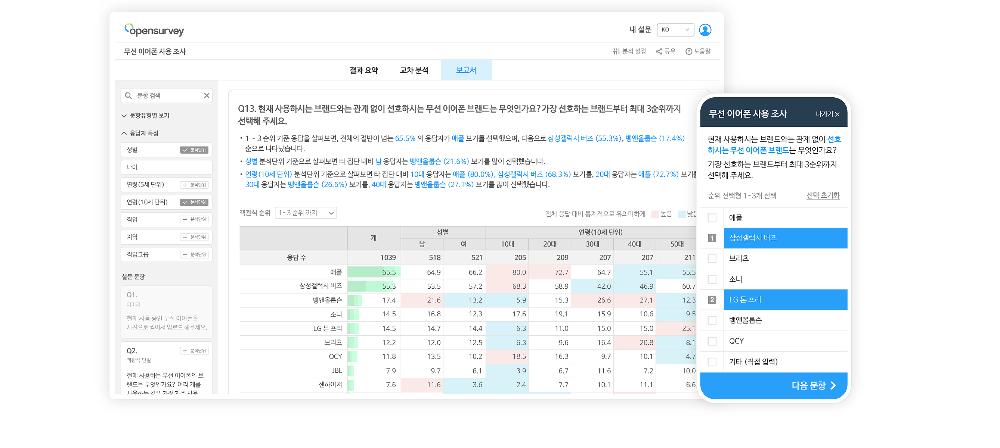 opensurvey
내 설문
KO
무선 이어폰 사용 조사
분석 설정
공유
도움말
결과 요약
교차 분석
보고서
문항 검색
문항유형별 보기
응답자 특성
성별 분석단위
나이
연령(5세 단위) 분석단위
연령(10세 단위) 분석단위
직업 분석단위
지역 분석단위
직업그룹 분석단위
설문 문항
Q1.
이미지
현재 사용 중인 무선 이어폰을
사진으로 찍어서 업로드 해주세요.
Q2. 분석단위
객관식 단일
현재 사용하는 무선 이어폰의 브
랜드는 무엇인가요? 여러 개를
사용하는 경우 가장 자주 사용
Q13. 현재 사용하시는 브랜드와는 관계 없이 선호하시는 무선 이어폰 브랜드는 무엇인가요? 가장 선호하는 브랜드부터 최대 3순위까지
선택해 주세요.
• 1 ~ 3 순위 기준 응답을 살펴보면, 전체의 절반이 넘는 65.5% 의 응답자가 애플 보기를 선택했으며, 다음으로 삼성갤럭시 버즈 (55.3%), 뱅앤올룹슨 (17.4%)
순으로 나타났습니다.
• 성별 분석단위 기준으로 살펴보면 타 집단 대비 남 응답자는 뱅앤올룹슨 (21.6%) 보기를 많이 선택했습니다.
• 연령(10세 단위) 분석단위 기준으로 살펴보면 타 집단 대비 10대 응답자는 애플 (80.0%), 삼성갤럭시 버즈 (68.3%) 보기를, 20대 응답자는 애플 (72.7%) 보기를
30대 응답자는 뱅앤올룹슨 (26.6%) 보기를, 40대 응답자는 뱅앤올룹슨 (27.1%) 보기를 많이 선택했습니다.
객관식 순위 1~3 순위 까지
전체 응답 대비 통계적으로 유의미하게 높음 낮음
계 성별 연령(10세 단위)
남 여 10대 20대 30대 40대 50대
응답 수 1039 518 521 205 209 207 207 211
애플 65.5 64.9 66.2 80.0 72.7 64.7 55.1 55.5
삼성갤럭시 버즈 55.3 53.5 57.2 68.3 58.9 42.0 46.9 60.7
뱅앤올룹슨 17.4 21.6 13.2 5.9 15.3 26.6 27.1 12.3
소니 14.5 16.8 12.3 17.6 19.1 15.9 10.6 9.5
LG 톤 프리 14.5 14.7 14.4 6.3 11.0 15.0 15.0 25.1
브리츠 12.2 12.0 12.5 6.3 9.6 16.4 20.8 8.1
QCY 11.8 13.5 10.2 18.5 16.3 9.7 10.1 4.7
JBL 7.9 9.7 6.1 3.9 6.7 11.6 7.2 10.0
젠하이저 7.6 11.6 3.6 2.4 7.7 10.1 11.1 6.6
무선 이어폰 사용 조사
나가기
현재 사용하시는 브랜드와는 관계 없이 선호
하시는 무선 이어폰 브랜드는 무엇인가요?
가장 선호하는 브랜드부터 최대 3순위까지
선택해 주세요.
순위 선택형 1~3개 선택
선택 초기화
애플
1 삼성갤럭시 버즈
브리츠
소니
2 LG 톤 프리
뱅앤올룹슨
QCY
기타 (직접 입력)
다음 문항